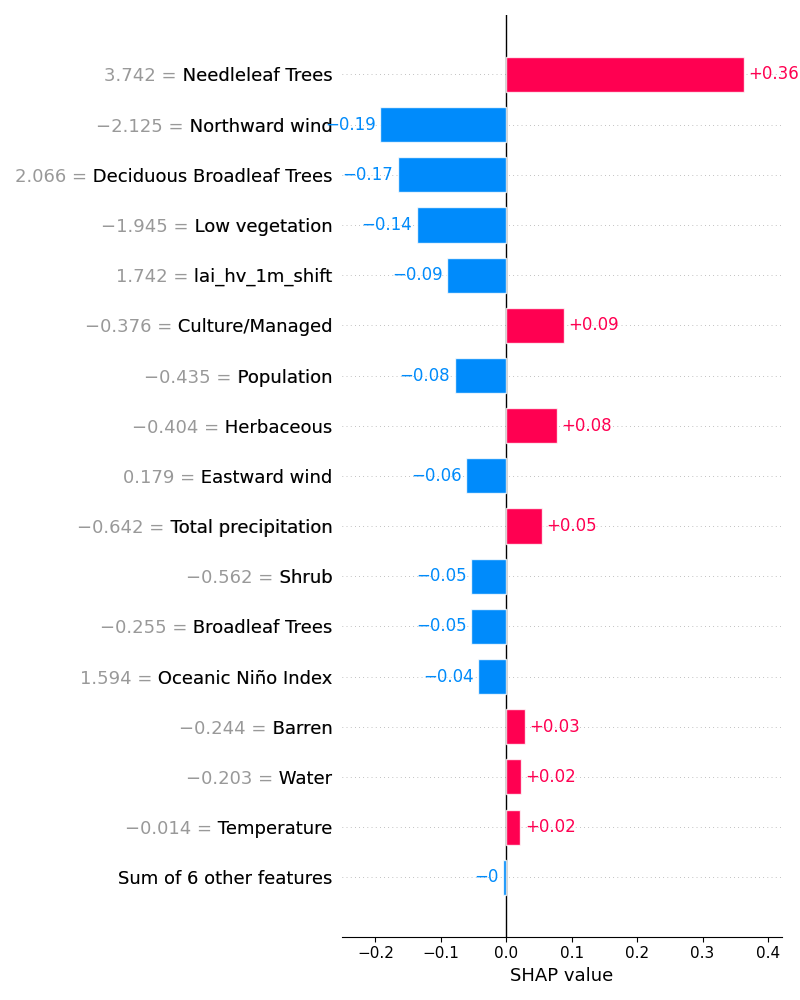 3.742 = Needleleaf Trees +0.36
−2.125 = Northward wind −0.19
2.066 = Deciduous Broadleaf Trees −0.17
−1.945 = Low vegetation −0.14
1.742 = lai_hv_1m_shift −0.09
−0.376 = Culture/Managed +0.09
−0.435 = Population −0.08
−0.404 = Herbaceous +0.08
0.179 = Eastward wind −0.06
−0.642 = Total precipitation +0.05
−0.562 = Shrub −0.05
−0.255 = Broadleaf Trees −0.05
1.594 = Oceanic Niño Index −0.04
−0.244 = Barren +0.03
−0.203 = Water +0.02
−0.014 = Temperature +0.02
Sum of 6 other features −0
−0.2 −0.1 0.0 0.1 0.2 0.3 0.4
SHAP value